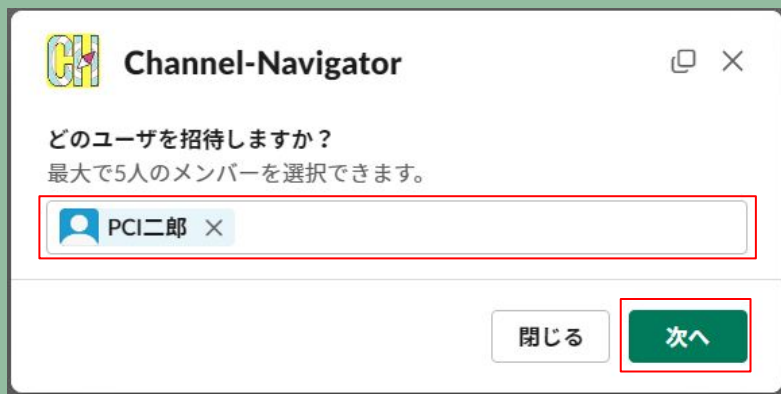 CH
Channel-Navigator
どのユーザを招待しますか？
最大で5人のメンバーを選択できます。
PCI二郎
閉じる
次へ